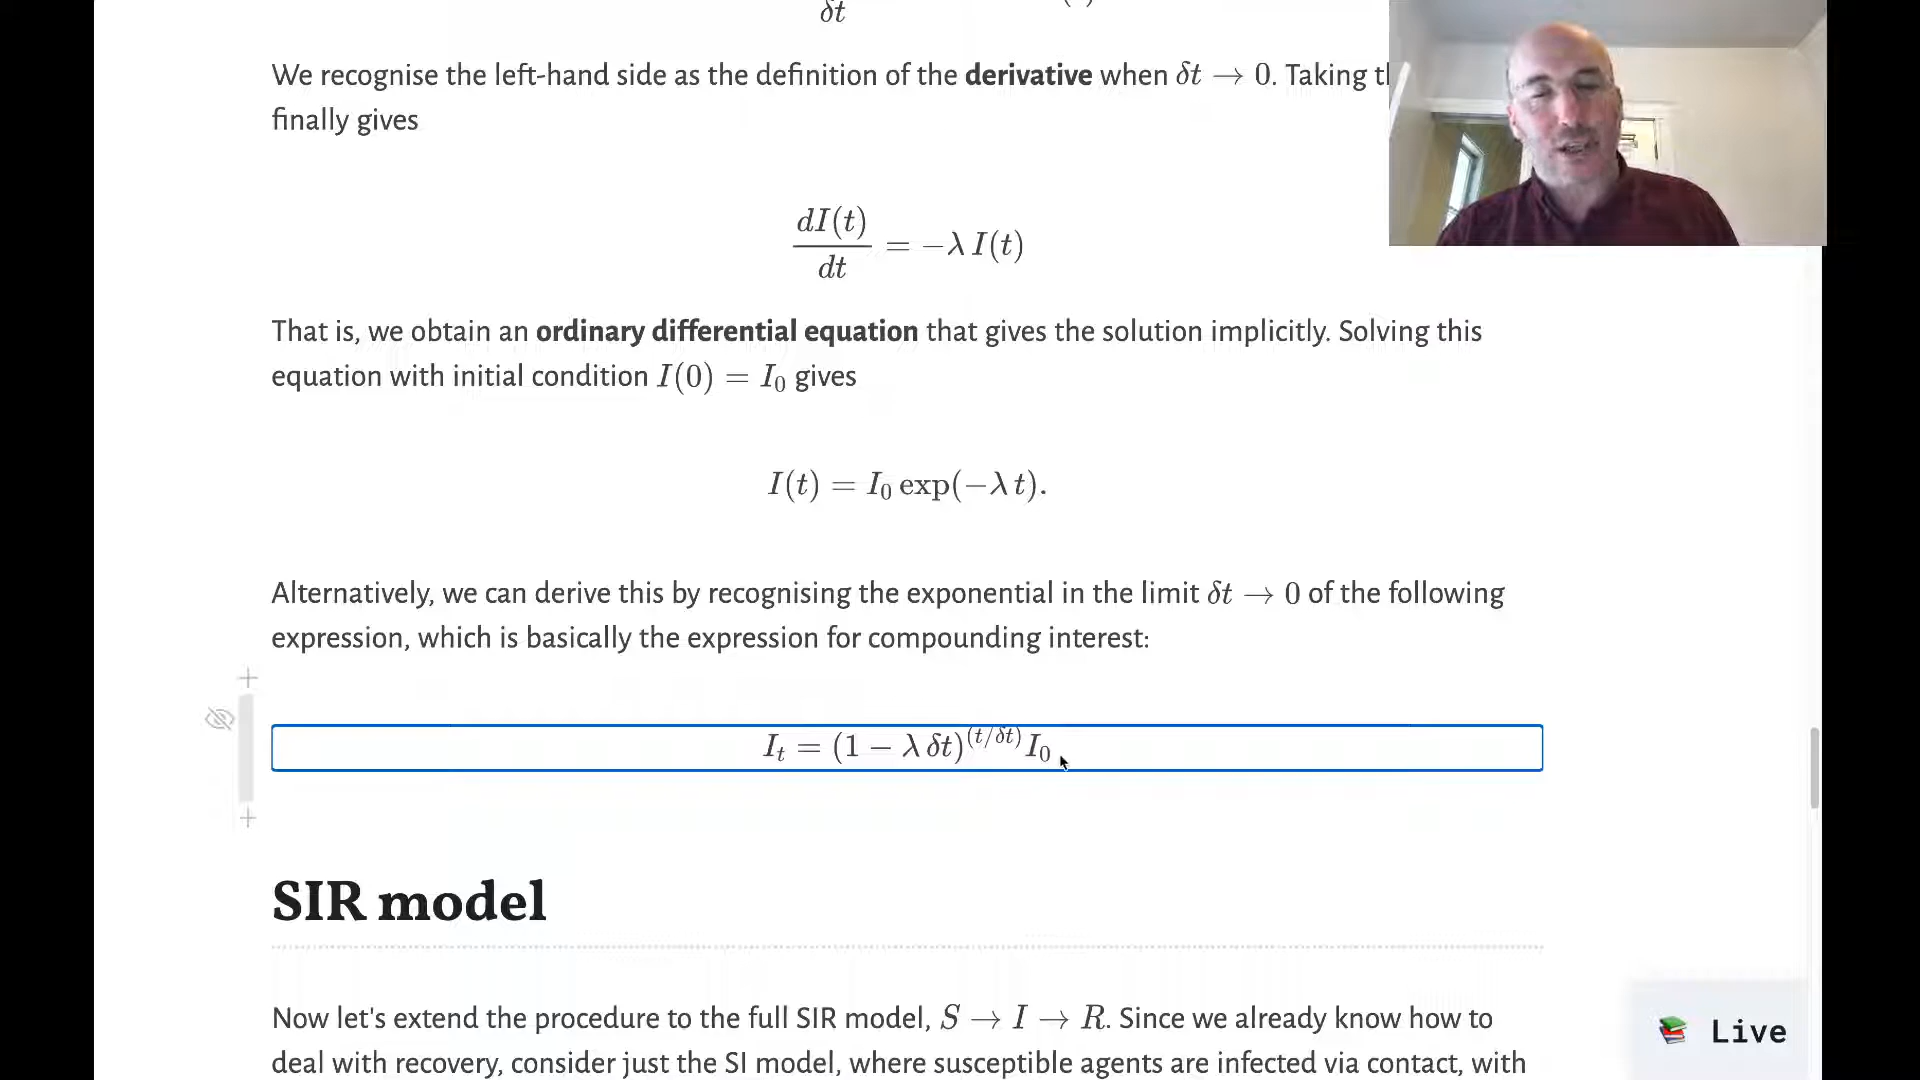 δt
We recognise the left-hand side as the definition of the derivative when δt → 0. Taking
finally gives
dI(t)/dt = −λ I(t)
That is, we obtain an ordinary differential equation that gives the solution implicitly. Solving this
equation with initial condition I(0) = I₀ gives
I(t) = I₀ exp(−λ t).
Alternatively, we can derive this by recognising the exponential in the limit δt → 0 of the following
expression, which is basically the expression for compounding interest:
Iₜ = (1 − λ δt)^(t/δt) I₀
SIR model
Now let's extend the procedure to the full SIR model, S → I → R. Since we already know how to
deal with recovery, consider just the SI model, where susceptible agents are infected via contact, with
Live